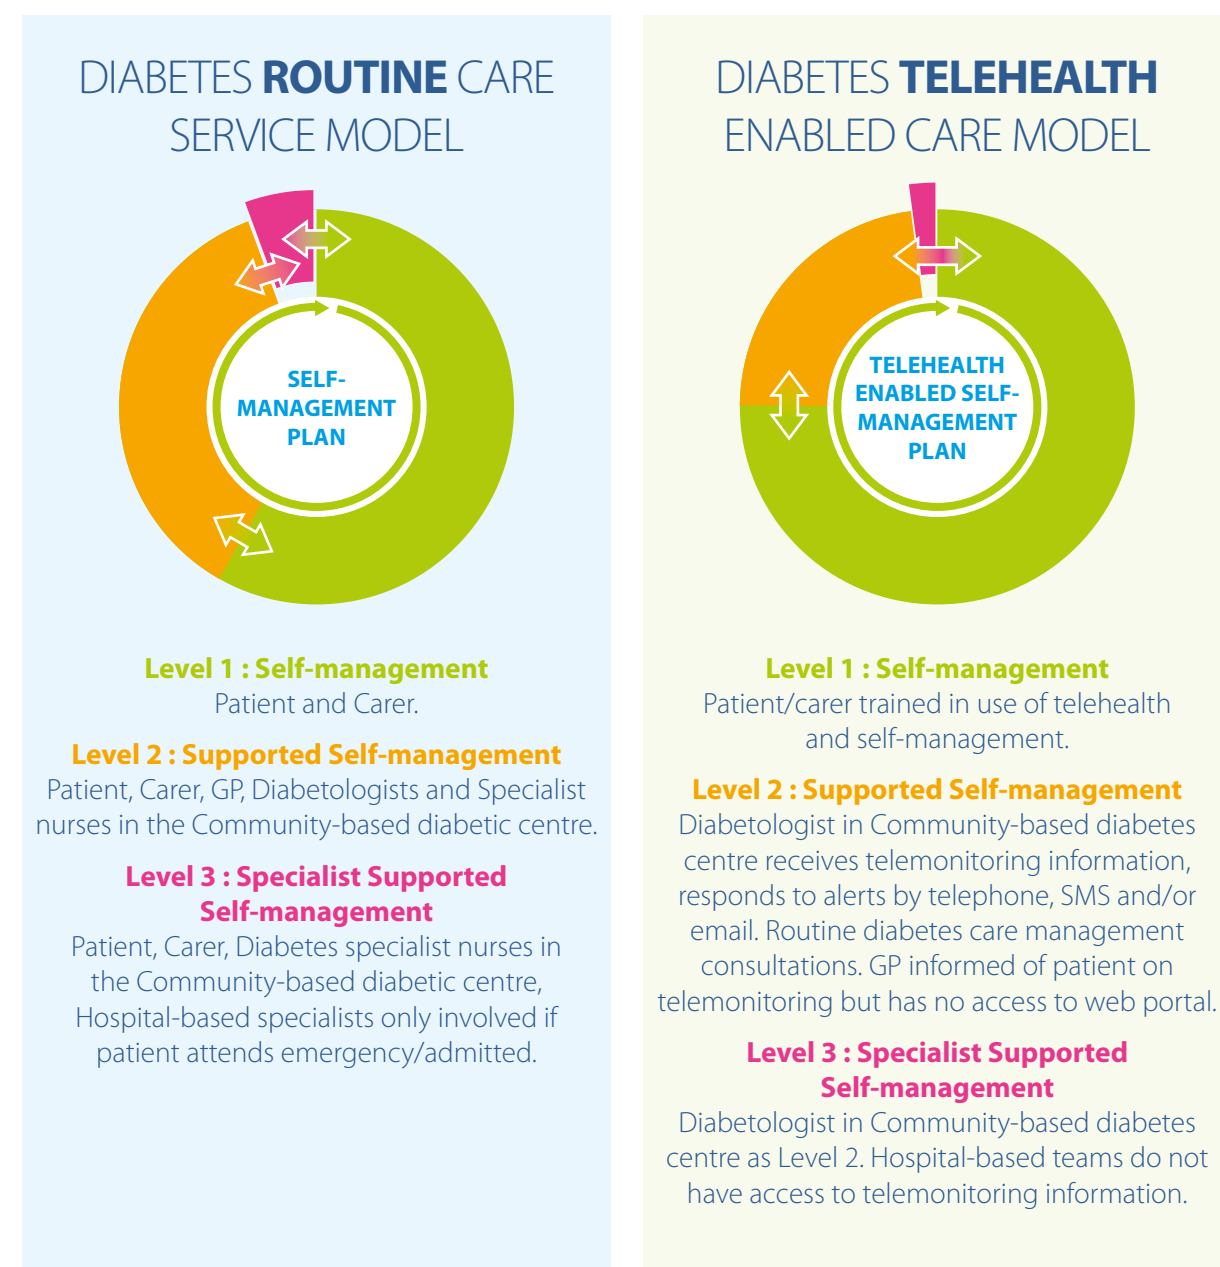 DIABETES ROUTINE CARE
SERVICE MODEL
SELF-
MANAGEMENT
PLAN
Level 1 : Self-management
Patient and Carer.
Level 2 : Supported Self-management
Patient, Carer, GP, Diabetologists and Specialist
nurses in the Community-based diabetic centre.
Level 3 : Specialist Supported
Self-management
Patient, Carer, Diabetes specialist nurses in
the Community-based diabetic centre,
Hospital-based specialists only involved if
patient attends emergency/admitted.
DIABETES TELEHEALTH
ENABLED CARE MODEL
TELEHEALTH
ENABLED SELF-
MANAGEMENT
PLAN
Level 1 : Self-management
Patient/carer trained in use of telehealth
and self-management.
Level 2 : Supported Self-management
Diabetologist in Community-based diabetes
centre receives telemonitoring information,
responds to alerts by telephone, SMS and/or
email. Routine diabetes care management
consultations. GP informed of patient on
telemonitoring but has no access to web portal.
Level 3 : Specialist Supported
Self-management
Diabetologist in Community-based diabetes
centre as Level 2. Hospital-based teams do not
have access to telemonitoring information.